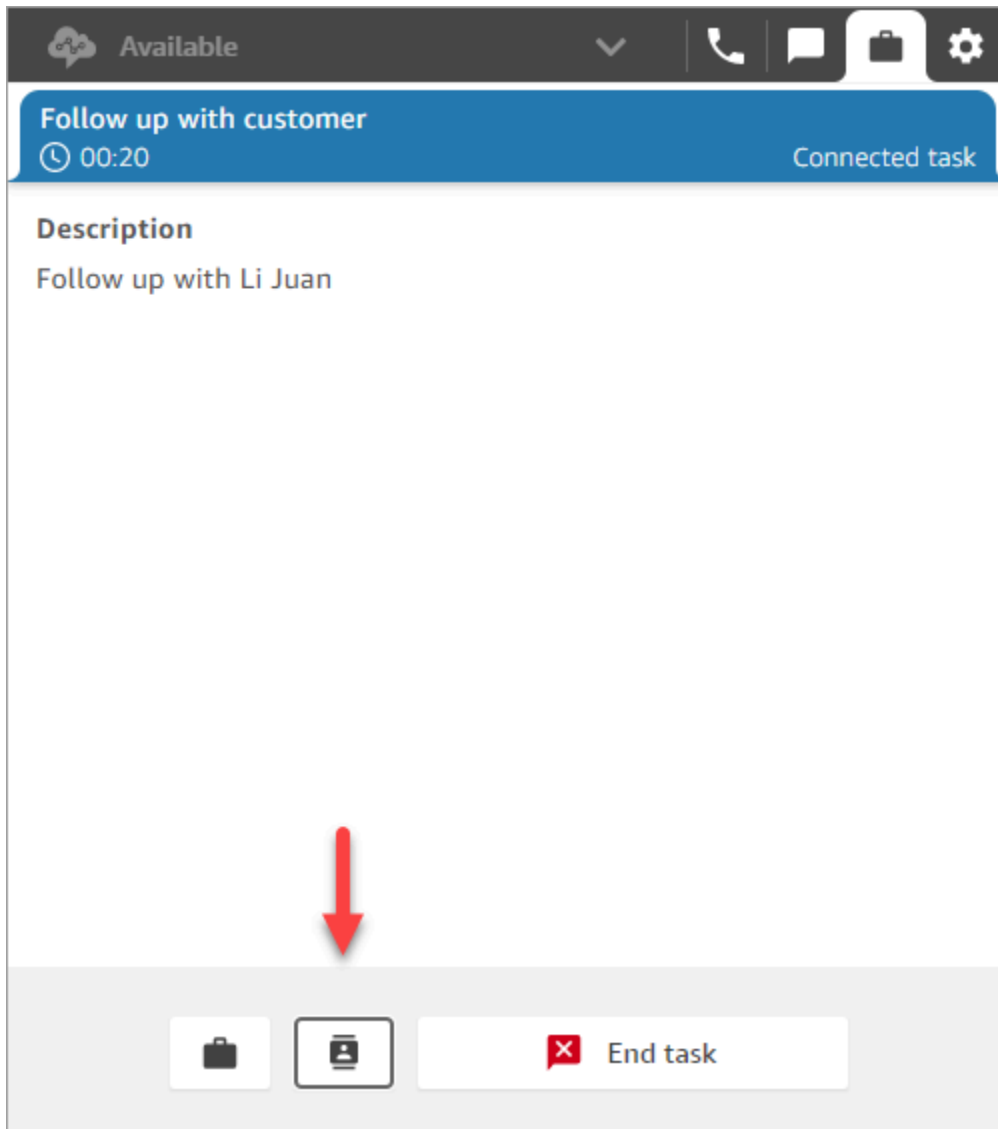 Available
Follow up with customer
00:20 Connected task
Description
Follow up with Li Juan
End task